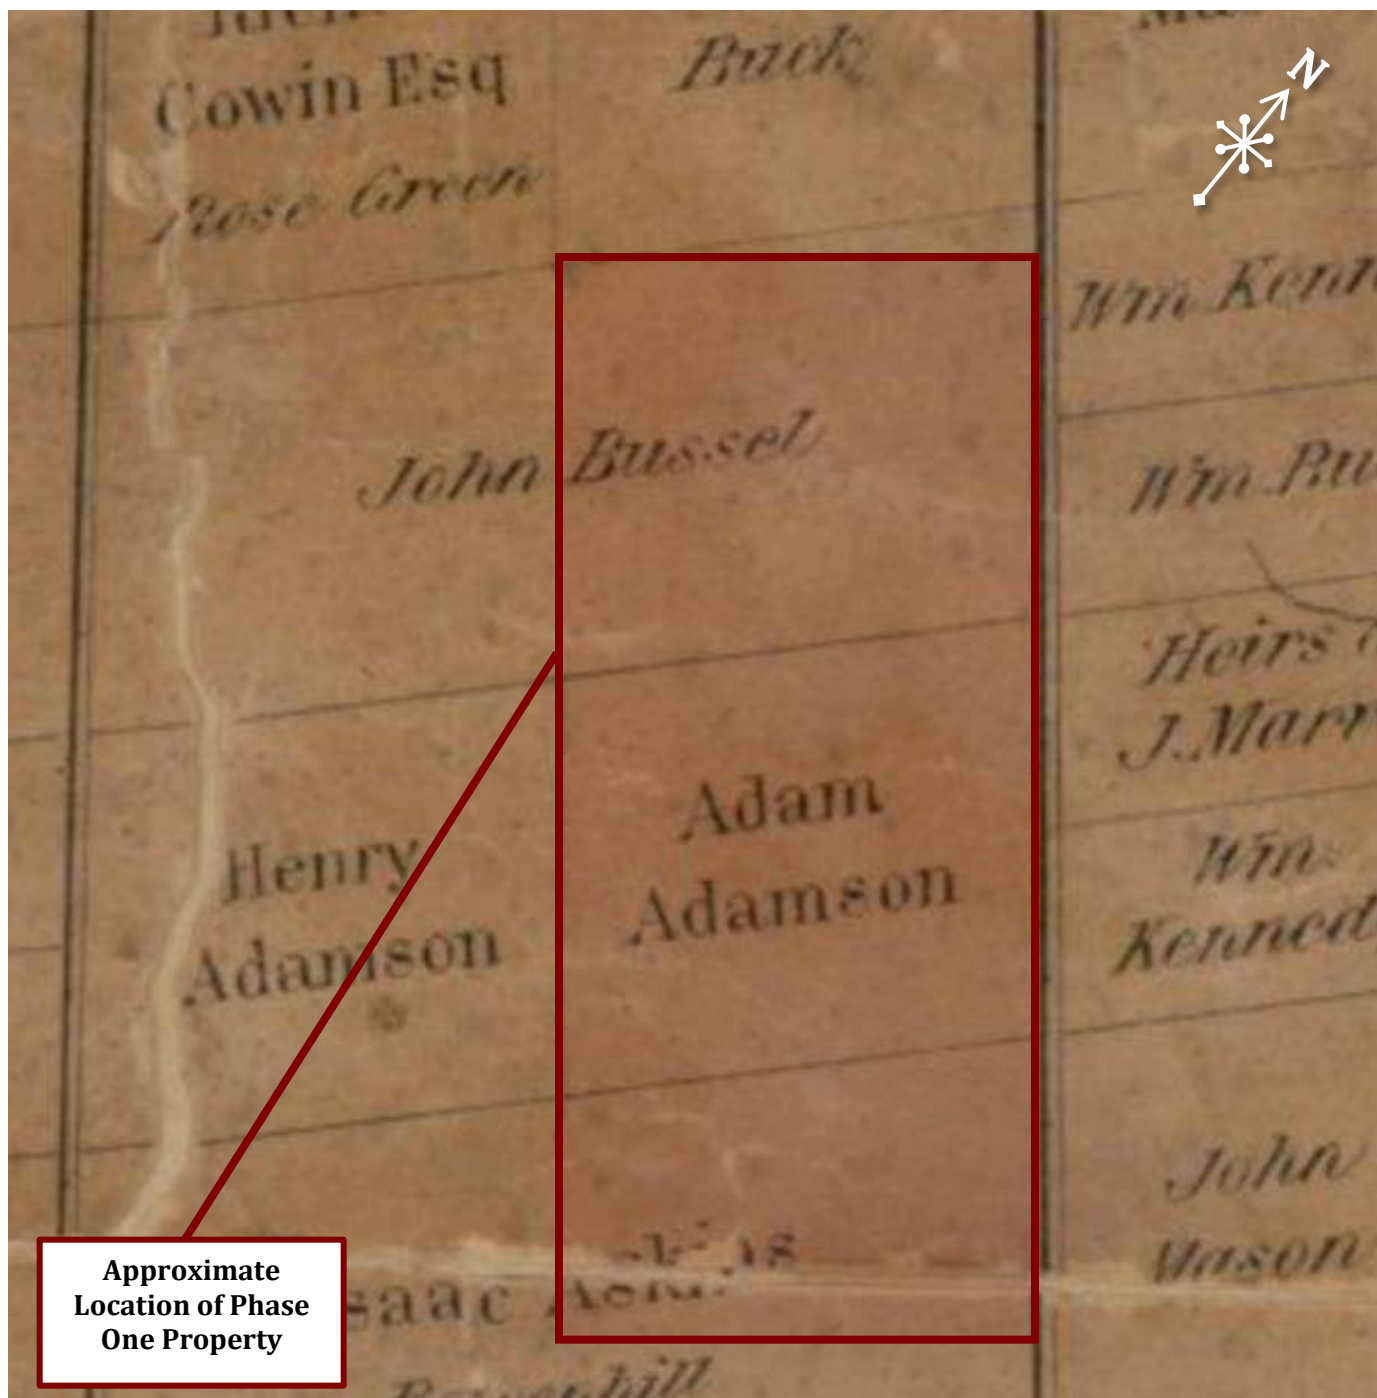 Cowin Esq
Rose Green
Buck
N
Wm Kenn
John Bussel
Wm Ru
Heirs
J. Marr
Adam
Adamson
Henry
Adamson
Wm
Kenned
John
Mason
saac
Approximate
Location of Phase
One Property